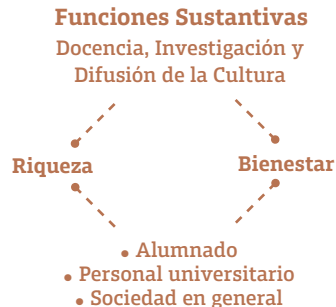 Funciones Sustantivas
Docencia, Investigación y
Difusión de la Cultura
Riqueza
Bienestar
• Alumnado
• Personal universitario
• Sociedad en general